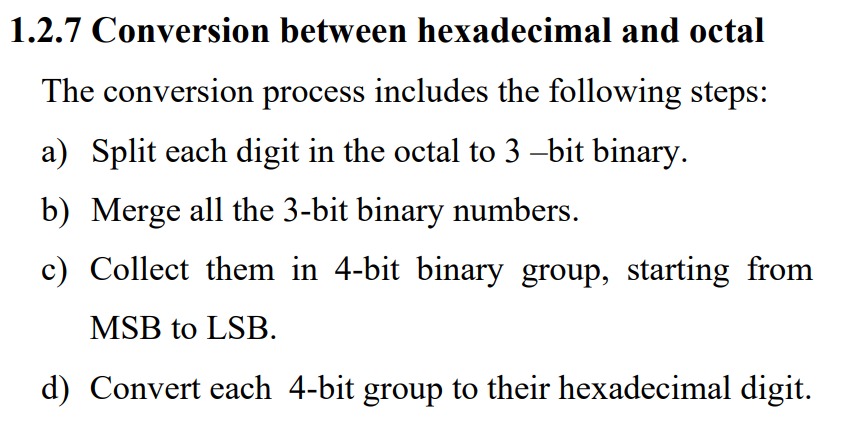 1.2.7 Conversion between hexadecimal and octal
The conversion process includes the following steps:
a) Split each digit in the octal to 3 –bit binary.
b) Merge all the 3-bit binary numbers.
c) Collect them in 4-bit binary group, starting from
MSB to LSB.
d) Convert each 4-bit group to their hexadecimal digit.